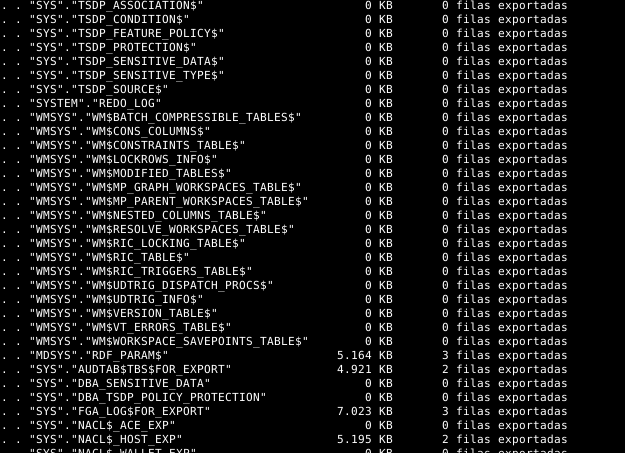 . . "SYS"."TSDP_ASSOCIATION$" 0 KB 0 filas exportadas
. . "SYS"."TSDP_CONDITION$" 0 KB 0 filas exportadas
. . "SYS"."TSDP_FEATURE_POLICY$" 0 KB 0 filas exportadas
. . "SYS"."TSDP_PROTECTION$" 0 KB 0 filas exportadas
. . "SYS"."TSDP_SENSITIVE_DATA$" 0 KB 0 filas exportadas
. . "SYS"."TSDP_SENSITIVE_TYPE$" 0 KB 0 filas exportadas
. . "SYS"."TSDP_SOURCE$" 0 KB 0 filas exportadas
. . "SYSTEM"."REDO_LOG" 0 KB 0 filas exportadas
. . "WMSYS"."WM$BATCH_COMPRESSIBLE_TABLES$" 0 KB 0 filas exportadas
. . "WMSYS"."WM$CONS_COLUMNS$" 0 KB 0 filas exportadas
. . "WMSYS"."WM$CONSTRAINTS_TABLE$" 0 KB 0 filas exportadas
. . "WMSYS"."WM$LOCKROWS_INFO$" 0 KB 0 filas exportadas
. . "WMSYS"."WM$MODIFIED_TABLES$" 0 KB 0 filas exportadas
. . "WMSYS"."WM$MP_GRAPH_WORKSPACES_TABLE$" 0 KB 0 filas exportadas
. . "WMSYS"."WM$MP_PARENT_WORKSPACES_TABLE$" 0 KB 0 filas exportadas
. . "WMSYS"."WM$NESTED_COLUMNS_TABLE$" 0 KB 0 filas exportadas
. . "WMSYS"."WM$RESOLVE_WORKSPACES_TABLE$" 0 KB 0 filas exportadas
. . "WMSYS"."WM$RIC_LOCKING_TABLE$" 0 KB 0 filas exportadas
. . "WMSYS"."WM$RIC_TABLE$" 0 KB 0 filas exportadas
. . "WMSYS"."WM$RIC_TRIGGERS_TABLE$" 0 KB 0 filas exportadas
. . "WMSYS"."WM$UDTRIG_DISPATCH_PROCS$" 0 KB 0 filas exportadas
. . "WMSYS"."WM$UDTRIG_INFO$" 0 KB 0 filas exportadas
. . "WMSYS"."WM$VERSION_TABLE$" 0 KB 0 filas exportadas
. . "WMSYS"."WM$VT_ERRORS_TABLE$" 0 KB 0 filas exportadas
. . "WMSYS"."WM$WORKSPACE_SAVEPOINTS_TABLE$" 0 KB 0 filas exportadas
. . "MDSYS"."RDF_PARAM$" 5.164 KB 3 filas exportadas
. . "SYS"."AUDTAB$TBS$FOR_EXPORT" 4.921 KB 2 filas exportadas
. . "SYS"."DBA_SENSITIVE_DATA" 0 KB 0 filas exportadas
. . "SYS"."DBA_TSDP_POLICY_PROTECTION" 0 KB 0 filas exportadas
. . "SYS"."FGA_LOG$FOR_EXPORT" 7.023 KB 3 filas exportadas
. . "SYS"."NACL$_ACE_EXP" 0 KB 0 filas exportadas
. . "SYS"."NACL$_HOST_EXP" 5.195 KB 2 filas exportadas
. . "SYS"."NACL$_WALLET_EXP" 0 KB 0 filas exportadas